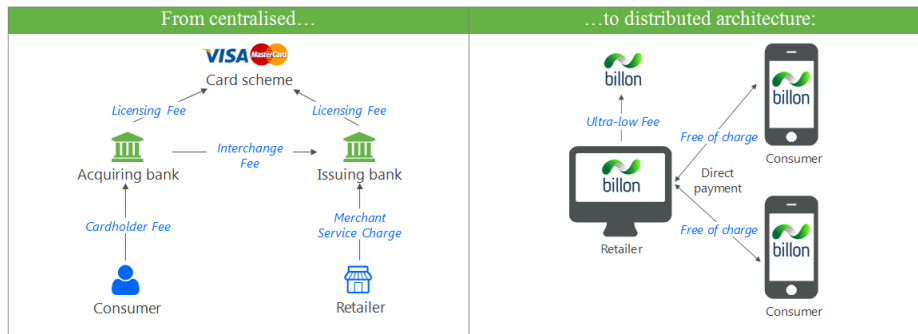 From centralised…
VISA MasterCard
Card scheme
Licensing Fee
Licensing Fee
Interchange
Fee
Acquiring bank
Issuing bank
Cardholder Fee
Merchant
Service Charge
Consumer
Retailer
…to distributed architecture:
billon
Ultra-low Fee
billon
Retailer
Free of charge
billon
Consumer
Direct
payment
Free of charge
billon
Consumer